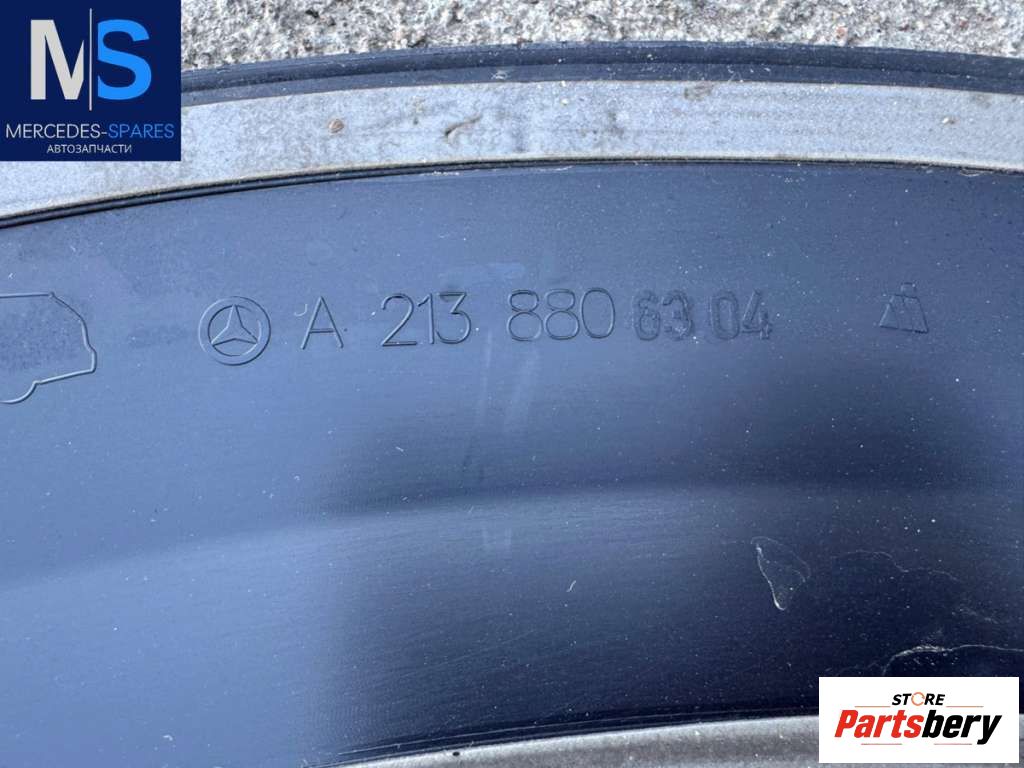 MS
MERCEDES-SPARES
АВТОЗАПЧАСТИ
A 213 880 63 04
STORE
Partsbery